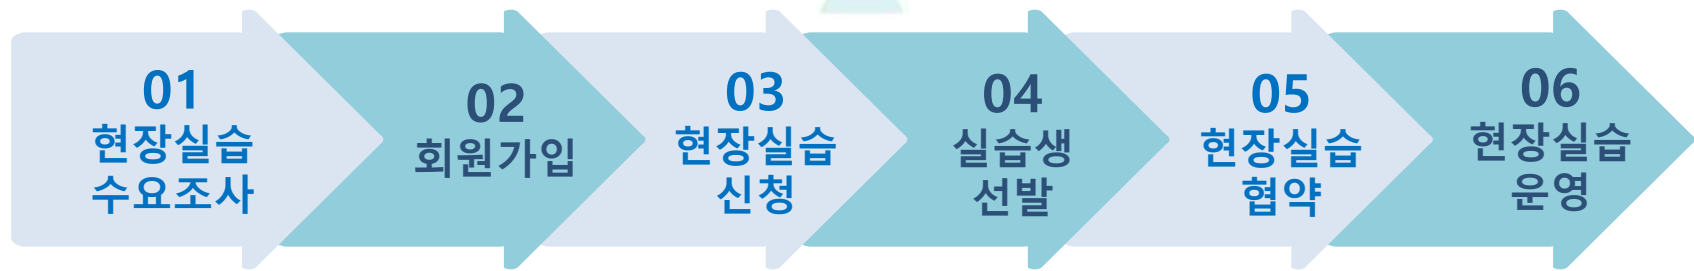 01
현장실습
수요조사
02
회원가입
03
현장실습
신청
04
실습생
선발
05
현장실습
협약
06
현장실습
운영